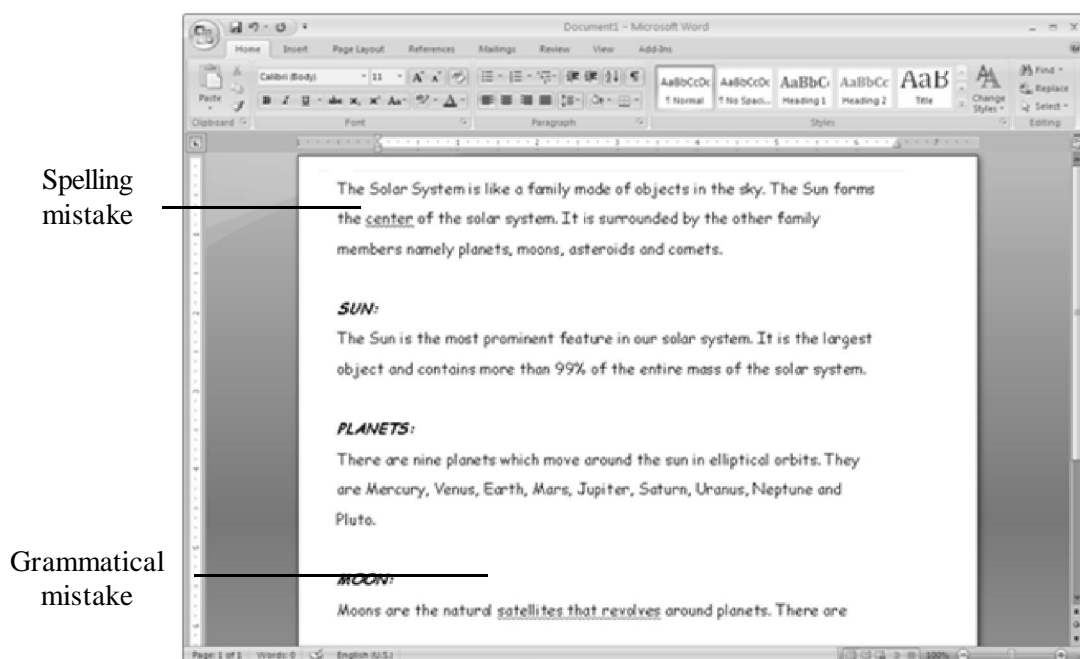 Document1 - Microsoft Word
Home Insert Page Layout References Mailings Review View Add-Ins
Paste
Calibri (Body) 11
B I U abc
AaBbCcDc AaBbCcDc AaBbC AaBbCc AaB
¶ Normal ¶ No Spaci... Heading 1 Heading 2 Title
Change Styles
Find
Replace
Select
Clipboard Font Paragraph Styles Editing
The Solar System is like a family made of objects in the sky. The Sun forms
Spelling
mistake
the center of the solar system. It is surrounded by the other family
members namely planets, moons, asteroids and comets.
SUN:
The Sun is the most prominent feature in our solar system. It is the largest
object and contains more than 99% of the entire mass of the solar system.
PLANETS:
There are nine planets which move around the sun in elliptical orbits. They
are Mercury, Venus, Earth, Mars, Jupiter, Saturn, Uranus, Neptune and
Pluto.
Grammatical
mistake
MOON:
Moons are the natural satellites that revolves around planets. There are
Page: 1 of 1 Words: 0 English (U.S.) 100%